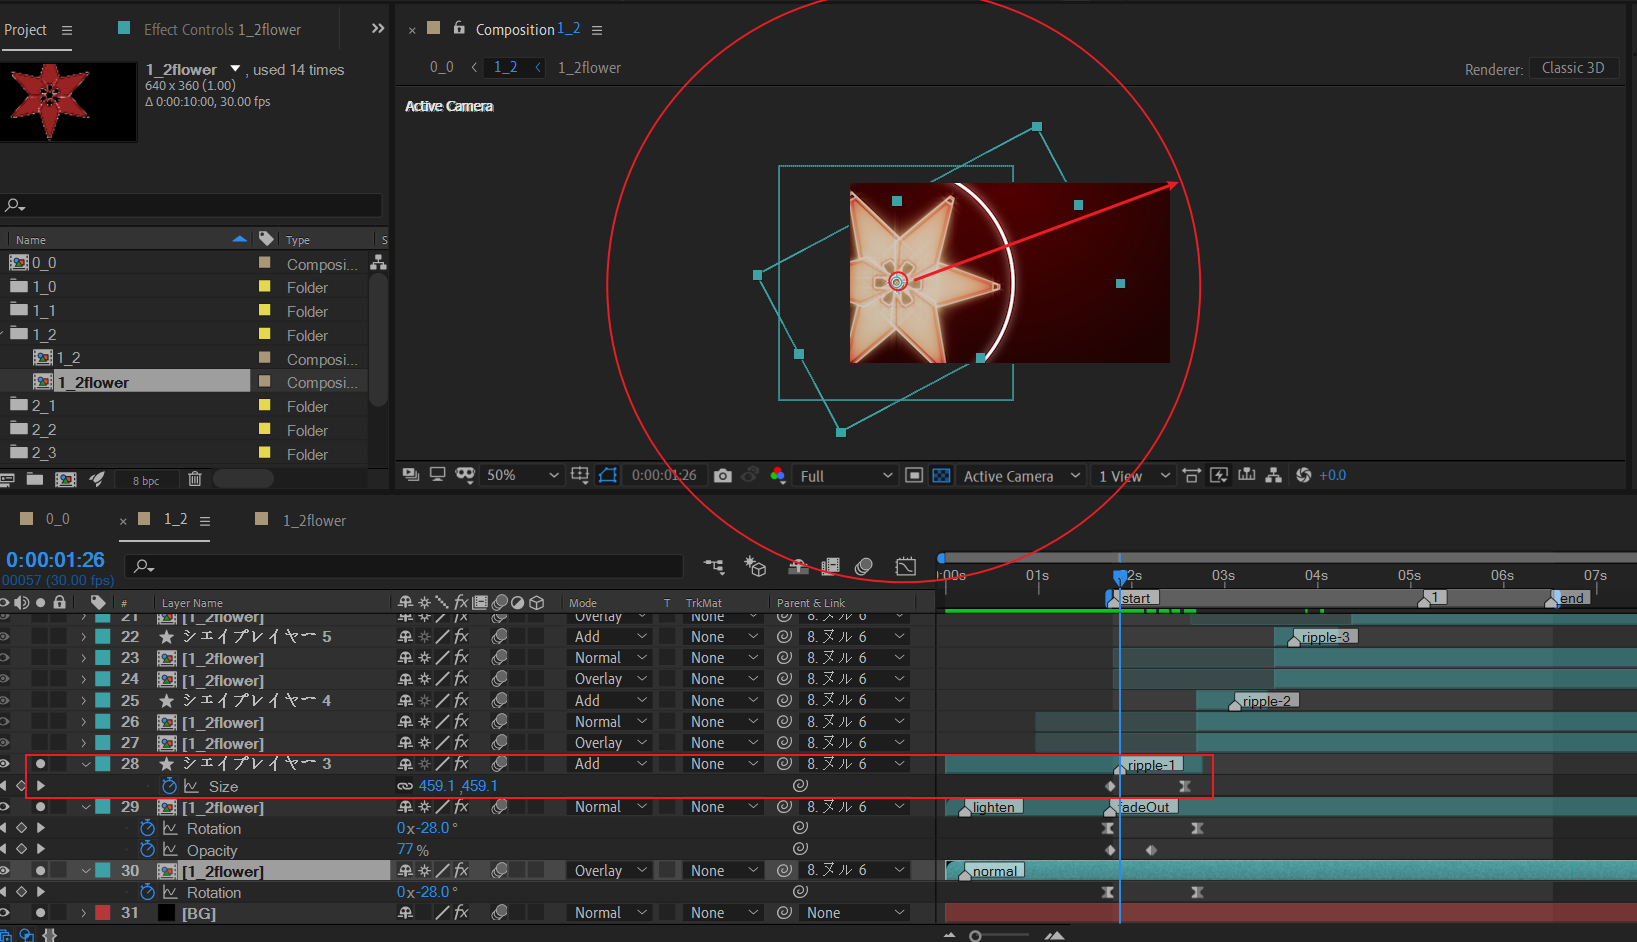 Project
Effect Controls 1_2flower
Composition 1_2
0_0
1_2
1_2flower
Renderer: Classic 3D
1_2flower , used 14 times
640 x 360 (1.00)
Δ 0:00:10:00, 30.00 fps
Active Camera
Name Type S
0_0 Composi...
1_0 Folder
1_1 Folder
1_2 Folder
1_2 Composi...
1_2flower Composi...
2_1 Folder
2_2 Folder
2_3 Folder
8 bpc
50% 0:00:01:26 Full Active Camera 1 View +0.0
0_0
1_2
1_2flower
0:00:01:26
00057 (30.00 fps)
:00s 01s 2s 03s 04s 05s 06s 07s
start 1 end
# Layer Name Mode T TrkMat Parent & Link
21 [1_2flower] Overlay None 8. ヌル 6
22 シェイプレイヤー 5 Add None 8. ヌル 6 ripple-3
23 [1_2flower] Normal None 8. ヌル 6
24 [1_2flower] Overlay None 8. ヌル 6
25 シェイプレイヤー 4 Add None 8. ヌル 6 ripple-2
26 [1_2flower] Normal None 8. ヌル 6
27 [1_2flower] Overlay None 8. ヌル 6
28 シェイプレイヤー 3 Add None 8. ヌル 6 ripple-1
Size 459.1 ,459.1
29 [1_2flower] Normal None 8. ヌル 6 lighten fadeOut
Rotation 0x-28.0 °
Opacity 77 %
30 [1_2flower] Overlay None 8. ヌル 6 normal
Rotation 0x-28.0 °
31 [BG] Normal None None